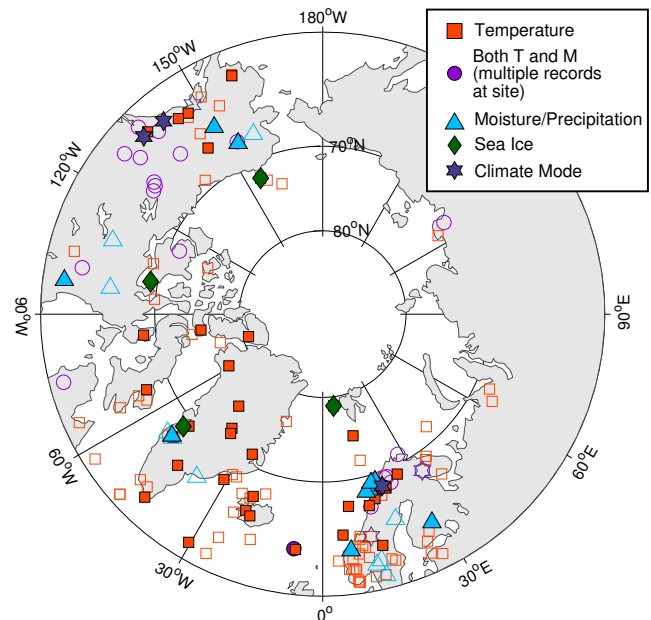 180°W
150°W
120°W
90°W
60°W
30°W
0°
30°E
60°E
90°E
70°N
80°N
Temperature
Both T and M
(multiple records
at site)
Moisture/Precipitation
Sea Ice
Climate Mode